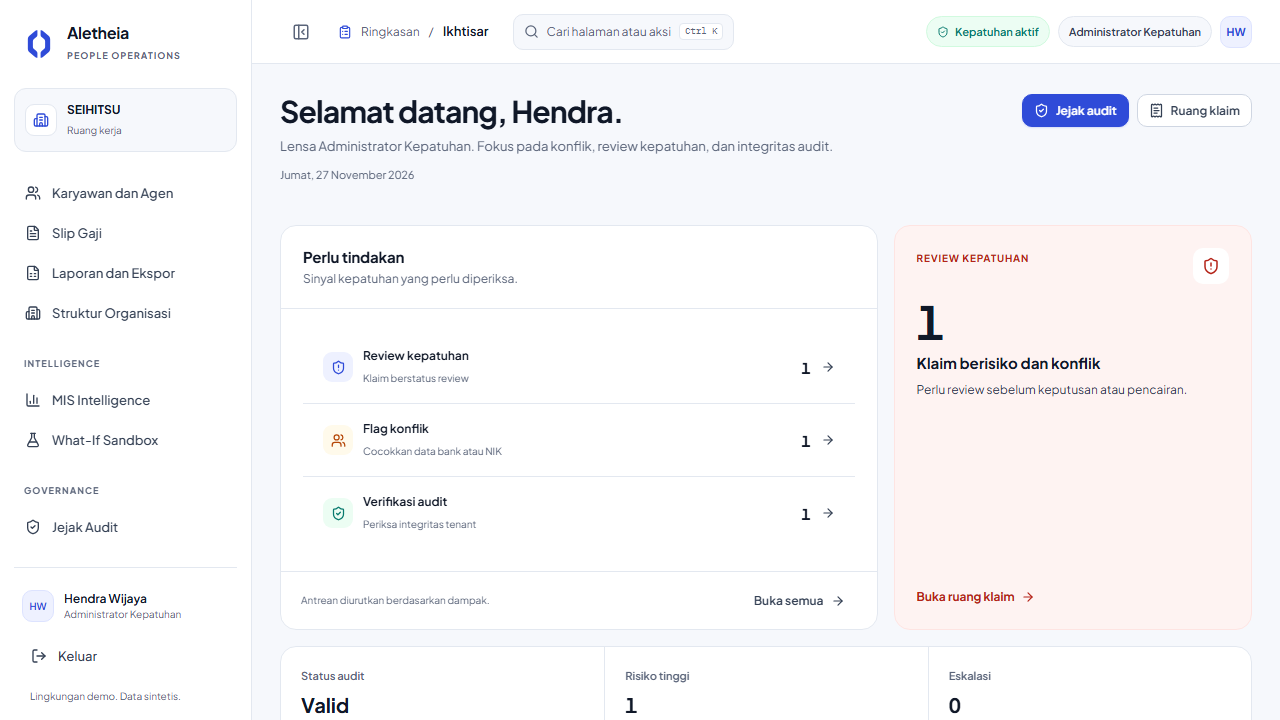 Aletheia
PEOPLE OPERATIONS
SEIHITSU
Ruang kerja
Karyawan dan Agen
Slip Gaji
Laporan dan Ekspor
Struktur Organisasi
INTELLIGENCE
MIS Intelligence
What-If Sandbox
GOVERNANCE
Jejak Audit
HW
Hendra Wijaya
Administrator Kepatuhan
Keluar
Lingkungan demo. Data sintetis.
Ringkasan / Ikhtisar
Cari halaman atau aksi Ctrl K
Kepatuhan aktif
Administrator Kepatuhan
HW
Selamat datang, Hendra.
Lensa Administrator Kepatuhan. Fokus pada konflik, review kepatuhan, dan integritas audit.
Jumat, 27 November 2026
Jejak audit
Ruang klaim
Perlu tindakan
Sinyal kepatuhan yang perlu diperiksa.
Review kepatuhan
Klaim berstatus review
1
Flag konflik
Cocokkan data bank atau NIK
1
Verifikasi audit
Periksa integritas tenant
1
Antrean diurutkan berdasarkan dampak.
Buka semua
REVIEW KEPATUHAN
1
Klaim berisiko dan konflik
Perlu review sebelum keputusan atau pencairan.
Buka ruang klaim
Status audit
Valid
Risiko tinggi
1
Eskalasi
0